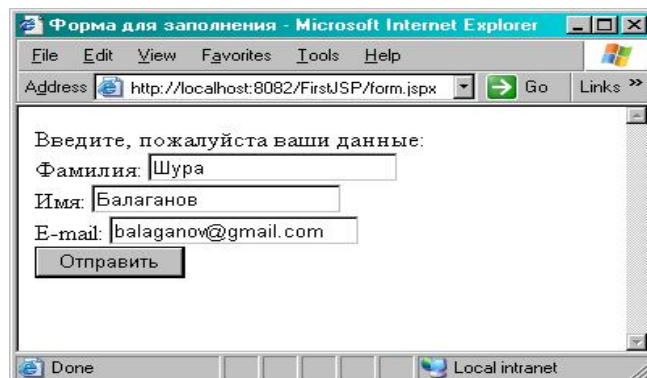 Форма для заполнения - Microsoft Internet Explorer
File Edit View Favorites Tools Help
Address http://localhost:8082/FirstJSP/form.jspx Go Links »
Введите, пожалуйста ваши данные:
Фамилия: Шура
Имя: Балаганов
E-mail: balaganov@gmail.com
Отправить
Done Local intranet